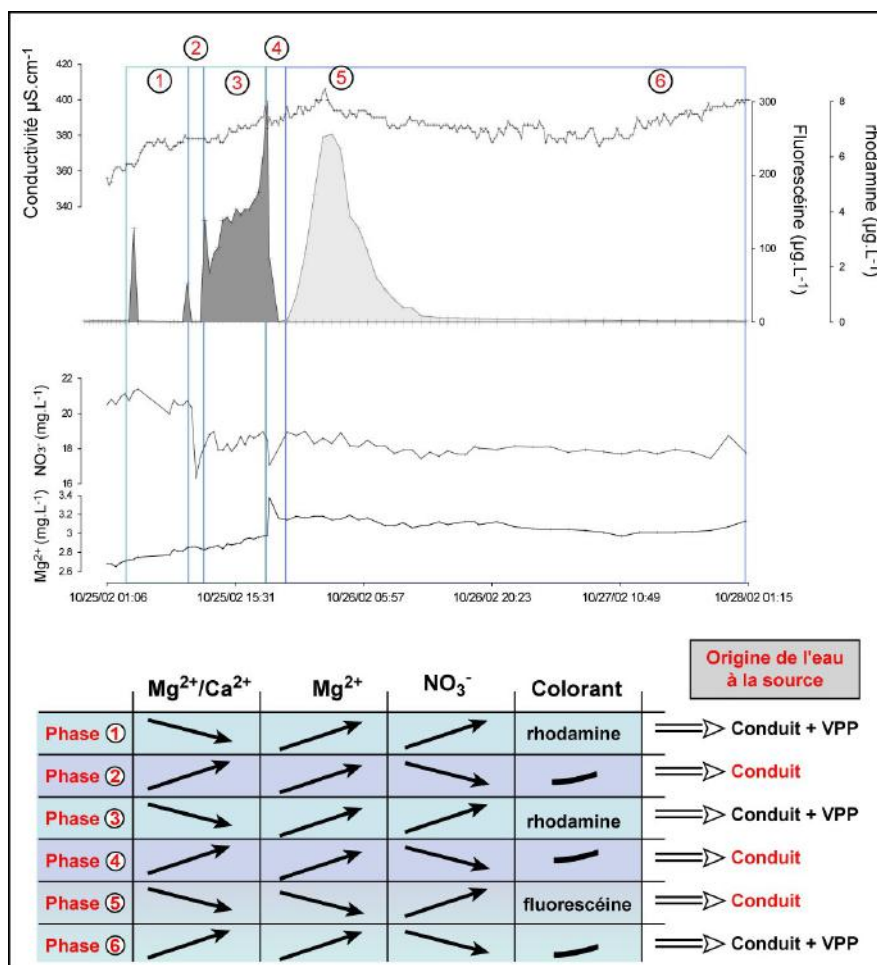 ② ④
① ③ ⑤ ⑥
Conductivité µS.cm-1
420
400
380
360
340
300
200
100
0
Fluorescéine (µg.L-1)
8
6
4
2
0
rhodamine (µg.L-1)
22
20
18
16
NO3- (mg.L-1)
3.4
3.2
3
2.8
2.6
Mg2+ (mg.L-1)
10/25/02 01:06 10/25/02 15:31 10/26/02 05:57 10/26/02 20:23 10/27/02 10:49 10/28/02 01:15
Origine de l'eau
à la source
Mg2+/Ca2+ Mg2+ NO3- Colorant
Phase ① rhodamine Conduit + VPP
Phase ② Conduit
Phase ③ rhodamine Conduit + VPP
Phase ④ Conduit
Phase ⑤ fluorescéine Conduit
Phase ⑥ Conduit + VPP